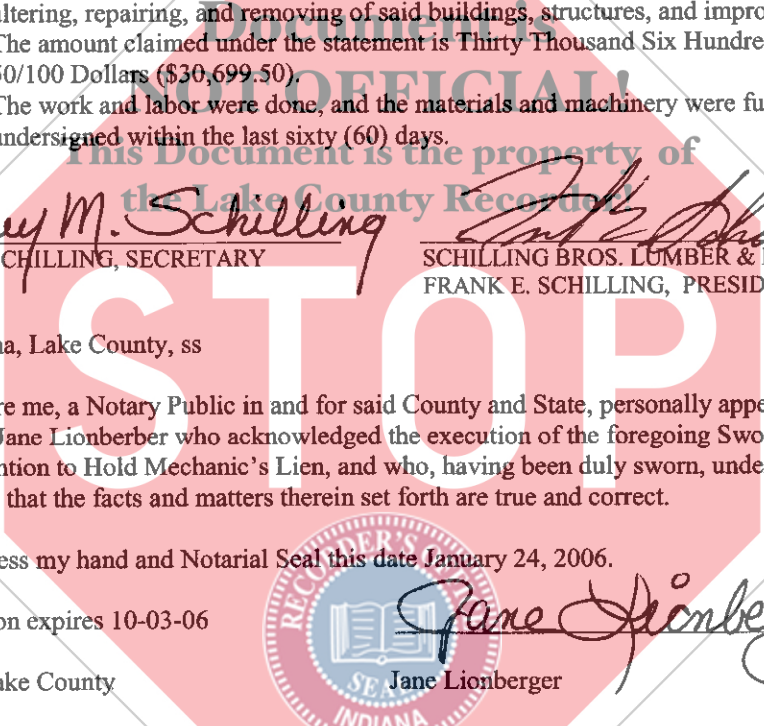 ltering, repairing, and removing of said buildings, structures, and impro
Document is
The amount claimed under the statement is Thirty Thousand Six Hundre
50/100 Dollars ($30,699.50).
NOT OFFICIAL!
The work and labor were done, and the materials and machinery were fu
undersigned within the last sixty (60) days.
This Document is the property of
the Lake County Recorder!
ey M. Schilling
CHILLING, SECRETARY
SCHILLING BROS. LUMBER &
FRANK E. SCHILLING, PRESID
STOP
na, Lake County, ss
re me, a Notary Public in and for said County and State, personally appe
Jane Lionberber who acknowledged the execution of the foregoing Swo
ntion to Hold Mechanic's Lien, and who, having been duly sworn, unde
that the facts and matters therein set forth are true and correct.
ess my hand and Notarial Seal this date January 24, 2006.
on expires 10-03-06
Jane Lionbe
ake County
Jane Lionberger
RECORDER'S
SEAL
INDIANA